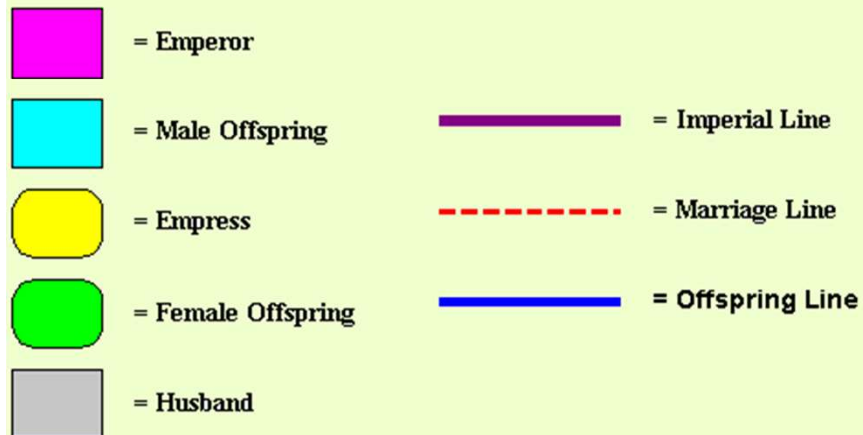 = Emperor
= Male Offspring
= Empress
= Female Offspring
= Husband
= Imperial Line
= Marriage Line
= Offspring Line